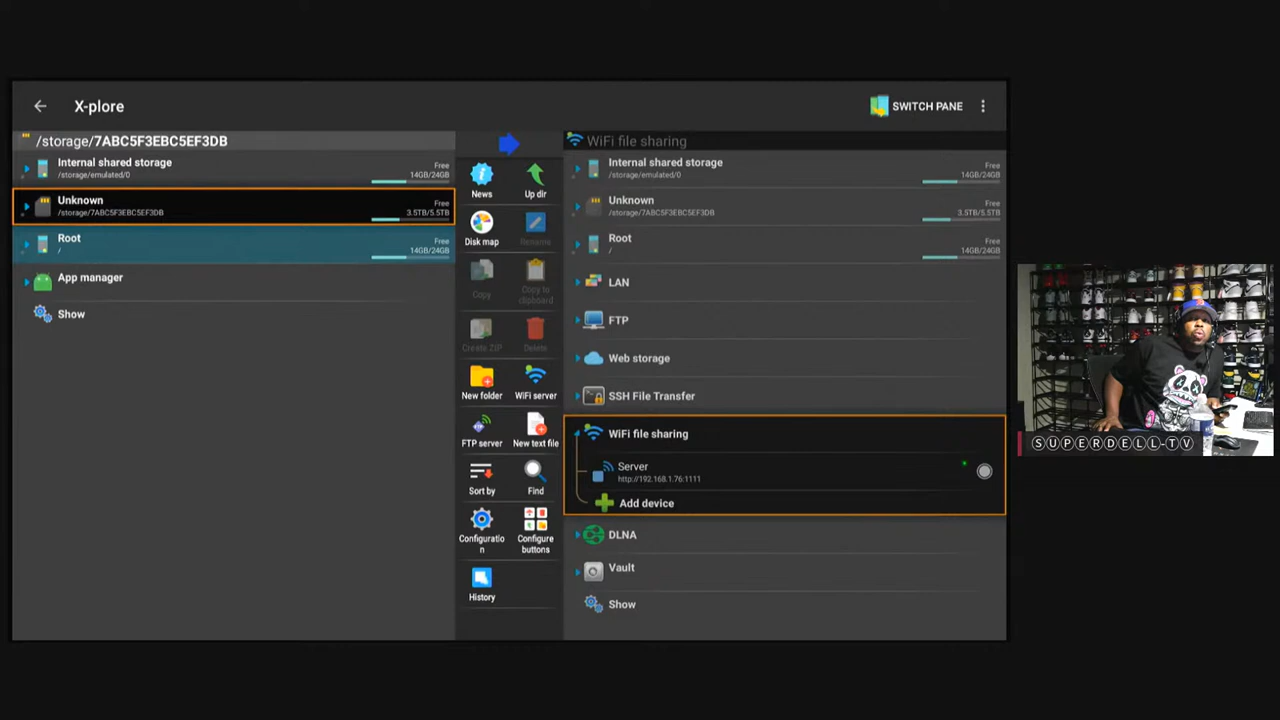 X-plore
SWITCH PANE
/storage/7ABC5F3EBC5EF3DB
Internal shared storage
/storage/emulated/0
Free
14GB/24GB
Unknown
/storage/7ABC5F3EBC5EF3DB
Free
3.5TB/5.5TB
Root
/
Free
14GB/24GB
App manager
Show
News
Up dir
Disk map
Rename
Copy
Copy to
clipboard
Create ZIP
Delete
New folder
WiFi server
FTP server
New text file
Sort by
Find
Configuratio
n
Configure
buttons
History
WiFi file sharing
Internal shared storage
/storage/emulated/0
Free
14GB/24GB
Unknown
/storage/7ABC5F3EBC5EF3DB
Free
3.5TB/5.5TB
Root
/
Free
14GB/24GB
LAN
FTP
Web storage
SSH File Transfer
WiFi file sharing
Server
http://192.168.1.76:1111
Add device
DLNA
Vault
Show
SUPERDELL-TV